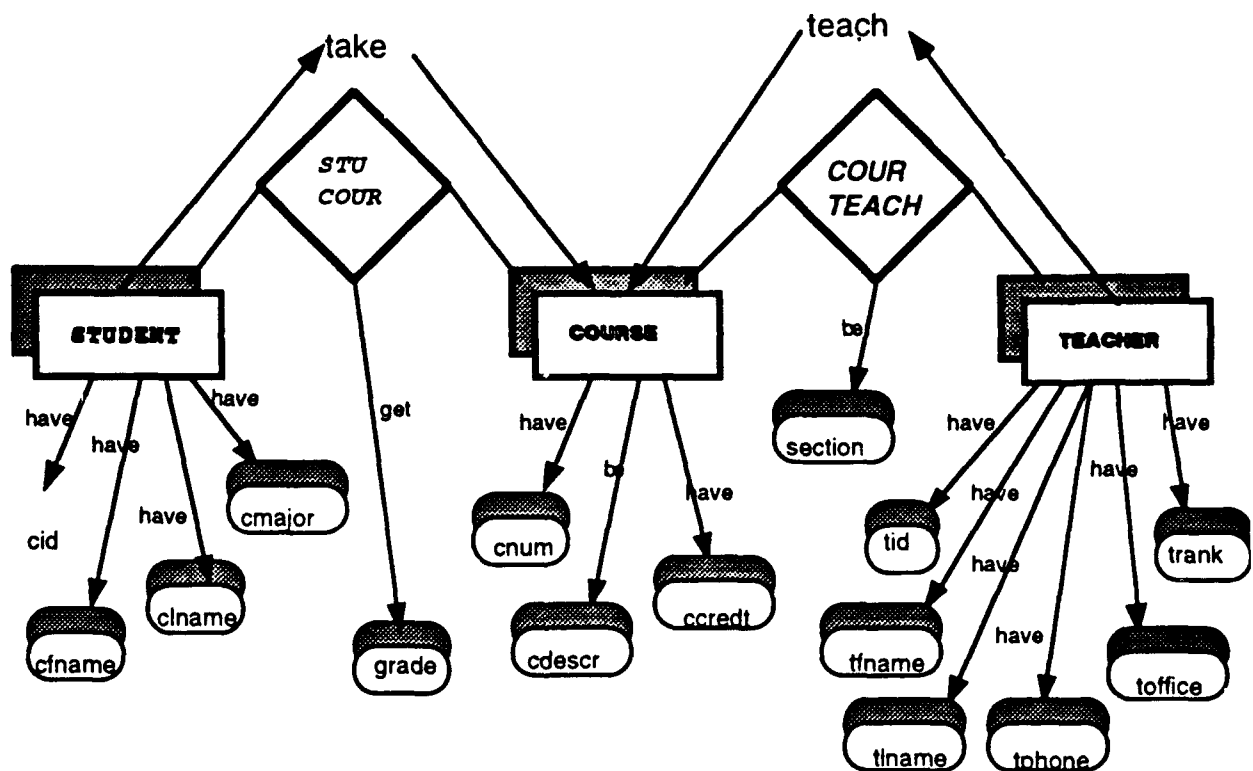 take
teach
STU
COUR
COUR
TEACH
STUDENT
COURSE
TEACHER
have
have
have
have
get
have
be
have
be
have
have
have
have
have
have
cid
cfname
clname
cmajor
grade
cnum
cdescr
ccredt
section
tid
tfname
tlname
tphone
toffice
trank